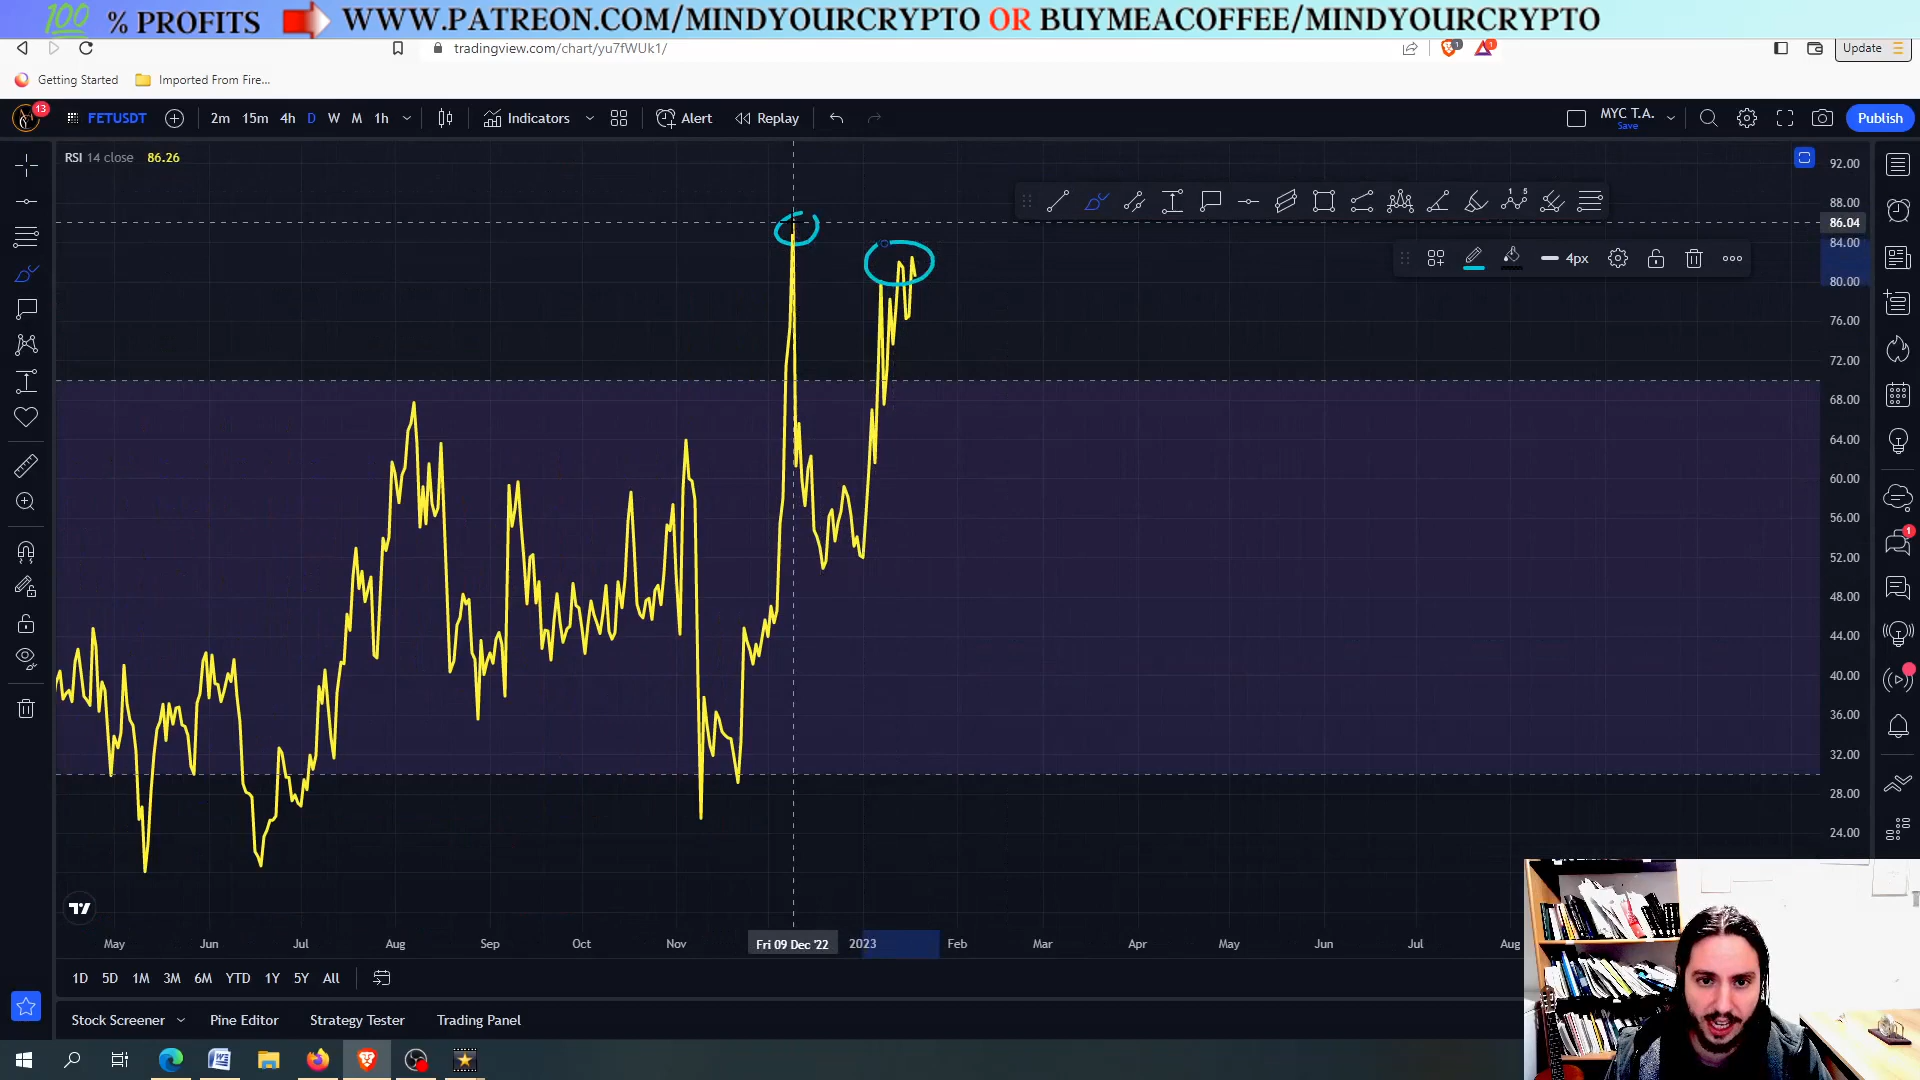 100 % PROFITS WWW.PATREON.COM/MINDYOURCRYPTO OR BUYMEACOFFEE/MINDYOURCRYPTO
tradingview.com/chart/yu7fWUk1/
1
1
Update
Getting Started Imported From Fire...
13
FETUSDT 2m 15m 4h D W M 1h Indicators Alert Replay MYC T.A. Save Publish
RSI 14 close 86.26
92.00
88.00
86.04
84.00
4px
80.00
76.00
72.00
68.00
64.00
60.00
56.00
1
52.00
48.00
44.00
40.00
36.00
32.00
28.00
24.00
May Jun Jul Aug Sep Oct Nov Fri 09 Dec '22 2023 Feb Mar Apr May Jun Jul Aug
1D 5D 1M 3M 6M YTD 1Y 5Y All
Stock Screener Pine Editor Strategy Tester Trading Panel